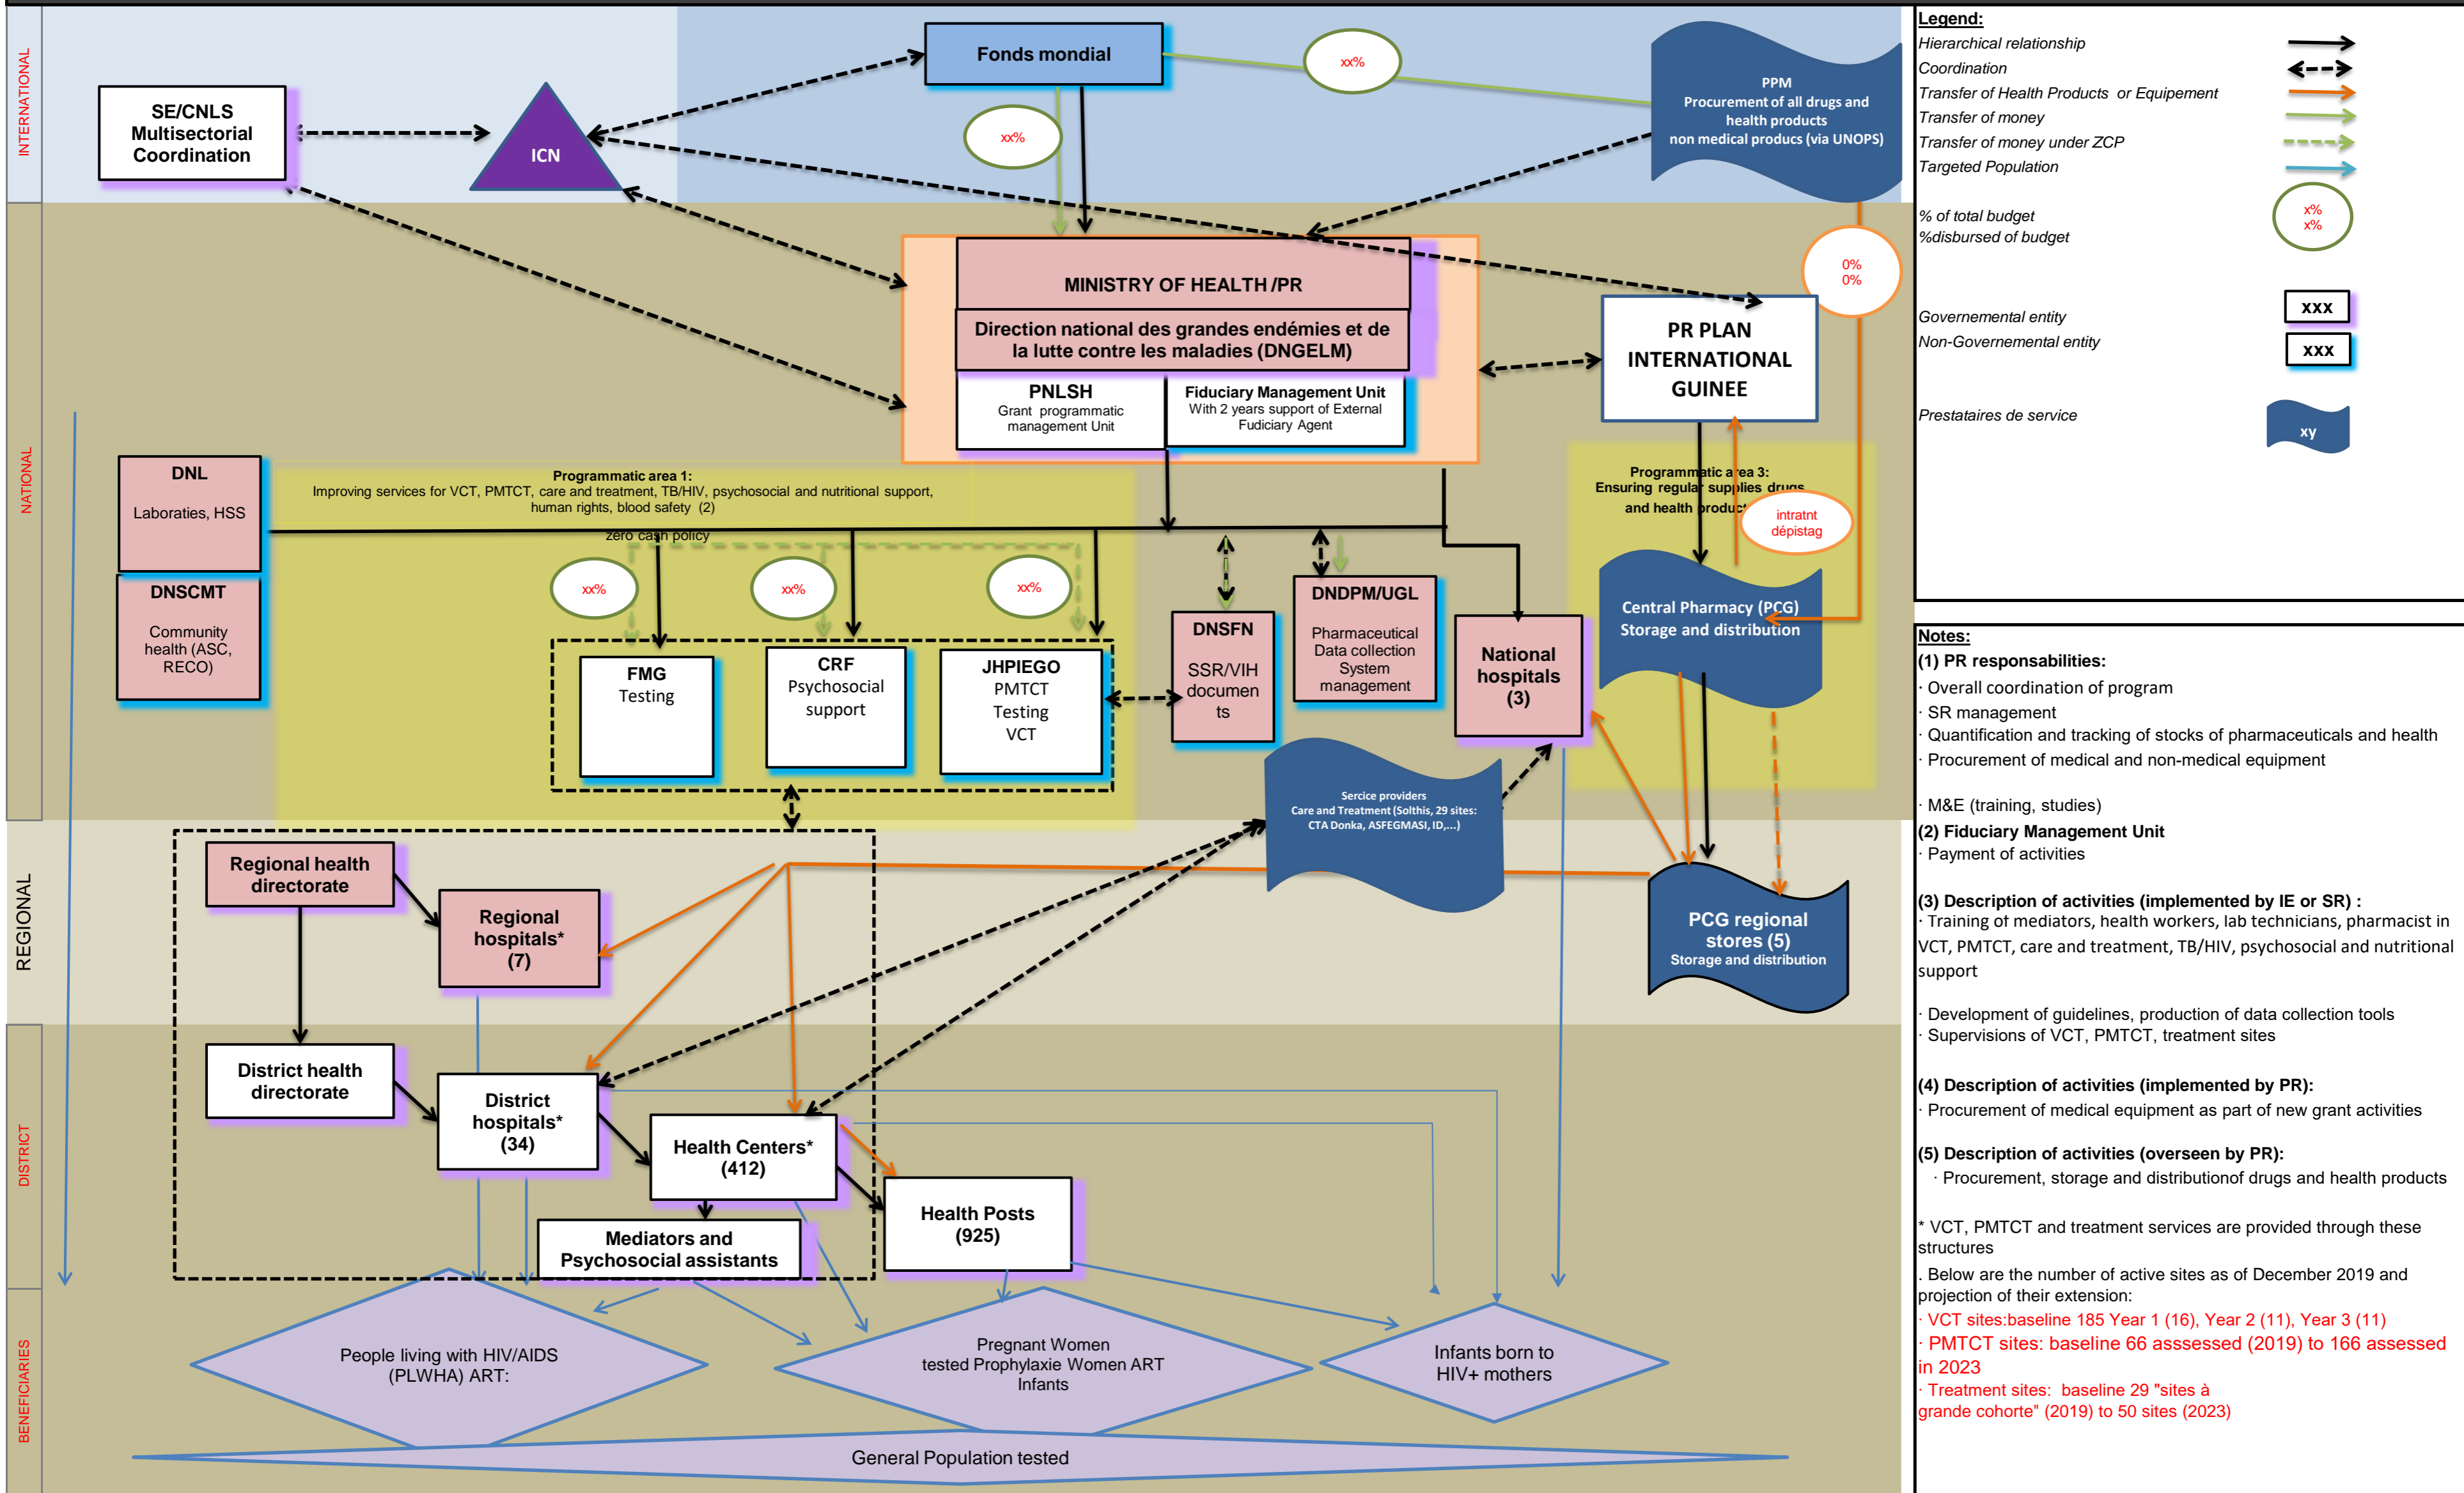 INTERNATIONAL
Fonds mondial
xx%
xx%
PPM
Procurement of all drugs and
health products
non medical producs (via UNOPS)
SE/CNLS
Multisectorial
Coordination
ICN
NATIONAL
MINISTRY OF HEALTH /PR
Direction national des grandes endémies et de
la lutte contre les maladies (DNGELM)
PNLSH
Grant programmatic
management Unit
Fiduciary Management Unit
With 2 years support of External
Fudiciary Agent
PR PLAN
INTERNATIONAL
GUINEE
0%
0%
DNL
Laboraties, HSS
DNSCMT
Community
health (ASC,
RECO)
Programmatic area 1:
Improving services for VCT, PMTCT, care and treatment, TB/HIV, psychosocial and nutritional support,
human rights, blood safety (2)
zero cash policy
xx%
xx%
xx%
FMG
Testing
CRF
Psychosocial
support
JHPIEGO
PMTCT
Testing
VCT
DNSFN
SSR/VIH
documen
ts
DNDPM/UGL
Pharmaceutical
Data collection
System
management
National
hospitals
(3)
Programmatic area 3:
Ensuring regular supplies drugs
and health product
intratnt
dépistag
Central Pharmacy (PCG)
Storage and distribution
Sercice providers
Care and Treatment (Solthis, 29 sites:
CTA Donka, ASFEGMASI, ID,...)
REGIONAL
Regional health
directorate
Regional
hospitals*
(7)
PCG regional
stores (5)
Storage and distribution
DISTRICT
District health
directorate
District
hospitals*
(34)
Health Centers*
(412)
Health Posts
(925)
Mediators and
Psychosocial assistants
BENEFICIARIES
People living with HIV/AIDS
(PLWHA) ART:
Pregnant Women
tested Prophylaxie Women ART
Infants
Infants born to
HIV+ mothers
General Population tested
Legend:
Hierarchical relationship
Coordination
Transfer of Health Products or Equipement
Transfer of money
Transfer of money under ZCP
Targeted Population
% of total budget
%disbursed of budget
x%
x%
Governemental entity
xxx
Non-Governemental entity
xxx
Prestataires de service
xy
Notes:
(1) PR responsabilities:
· Overall coordination of program
· SR management
· Quantification and tracking of stocks of pharmaceuticals and health
· Procurement of medical and non-medical equipment
· M&E (training, studies)
(2) Fiduciary Management Unit
· Payment of activities
(3) Description of activities (implemented by IE or SR) :
· Training of mediators, health workers, lab technicians, pharmacist in
VCT, PMTCT, care and treatment, TB/HIV, psychosocial and nutritional
support
· Development of guidelines, production of data collection tools
· Supervisions of VCT, PMTCT, treatment sites
(4) Description of activities (implemented by PR):
· Procurement of medical equipment as part of new grant activities
(5) Description of activities (overseen by PR):
· Procurement, storage and distributionof drugs and health products
* VCT, PMTCT and treatment services are provided through these
structures
. Below are the number of active sites as of December 2019 and
projection of their extension:
· VCT sites:baseline 185 Year 1 (16), Year 2 (11), Year 3 (11)
· PMTCT sites: baseline 66 asssessed (2019) to 166 assessed
in 2023
· Treatment sites: baseline 29 "sites à
grande cohorte" (2019) to 50 sites (2023)